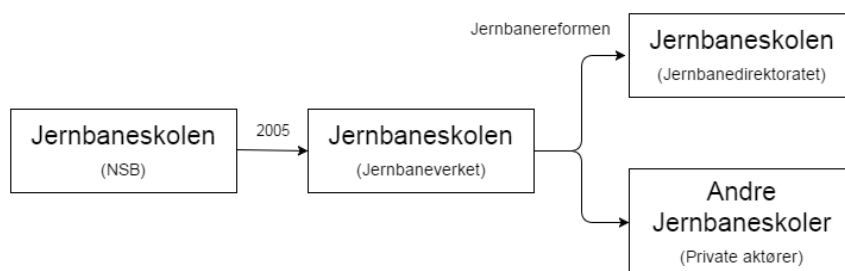 Jernbaneskolen
(NSB)
2005
Jernbaneskolen
(Jernbaneverket)
Jernbanereformen
Jernbaneskolen
(Jernbanedirektoratet)
Andre
Jernbaneskoler
(Private aktører)